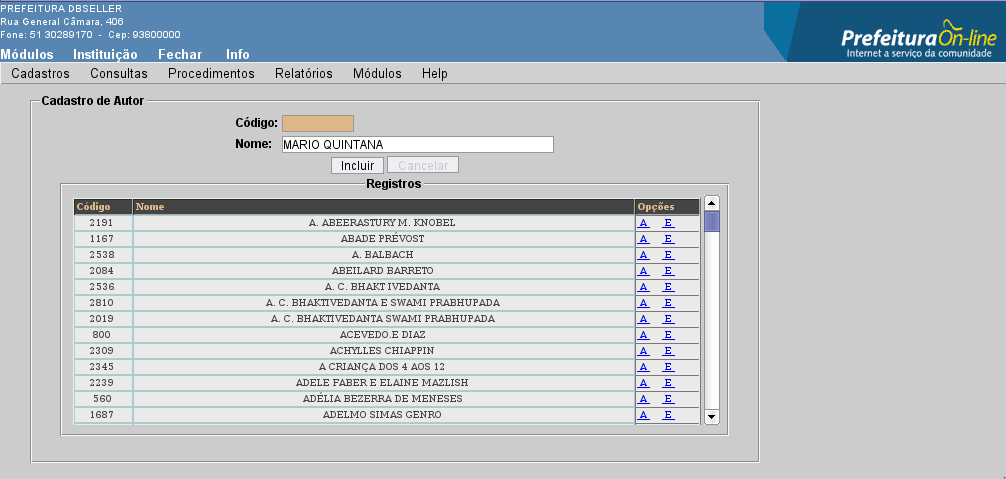 PREFEITURA DBSELLER
Rua General Câmara, 406
Fone: 51 30289170 - Cep: 93800000
PrefeituraOn-line
Internet a serviço da comunidade
Módulos Instituição Fechar Info
Cadastros Consultas Procedimentos Relatórios Módulos Help
Cadastro de Autor
Código:
Nome: MARIO QUINTANA
Incluir Cancelar
Registros
Código Nome Opções
2191 A. ABEERASTURY M. KNOBEL A E
1167 ABADE PRÉVOST A E
2538 A. BALBACH A E
2084 ABEILARD BARRETO A E
2536 A. C. BHAKT IVEDANTA A E
2810 A. C. BHAKTIVEDANTA E SWAMI PRABHUPADA A E
2019 A. C. BHAKTIVEDANTA SWAMI PRABHUPADA A E
800 ACEVEDO.E DIAZ A E
2309 ACHYLLES CHIAPPIN A E
2345 A CRIANÇA DOS 4 AOS 12 A E
2239 ADELE FABER E ELAINE MAZLISH A E
560 ADÉLIA BEZERRA DE MENESES A E
1687 ADELMO SIMAS GENRO A E